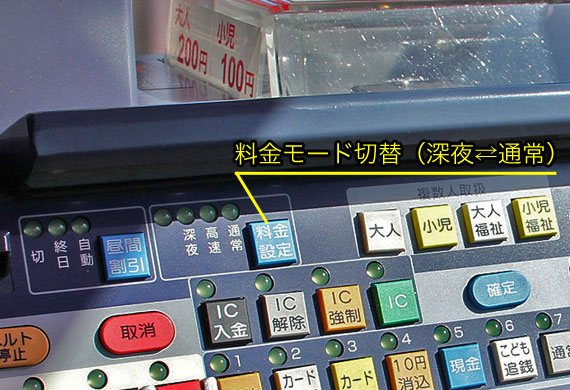 大人
200円
小児
100円
料金モード切替（深夜⇄通常）
複数人取扱
切
終日
自動
昼間
割引
深夜
高速
通常
料金
設定
大人
小児
大人
福祉
小児
福祉
IC
入金
IC
解除
IC
強制
IC
確定
停止
取消
1
2
3
4
5
6
7
カード
カード
10円
消込
現金
こども
追銭